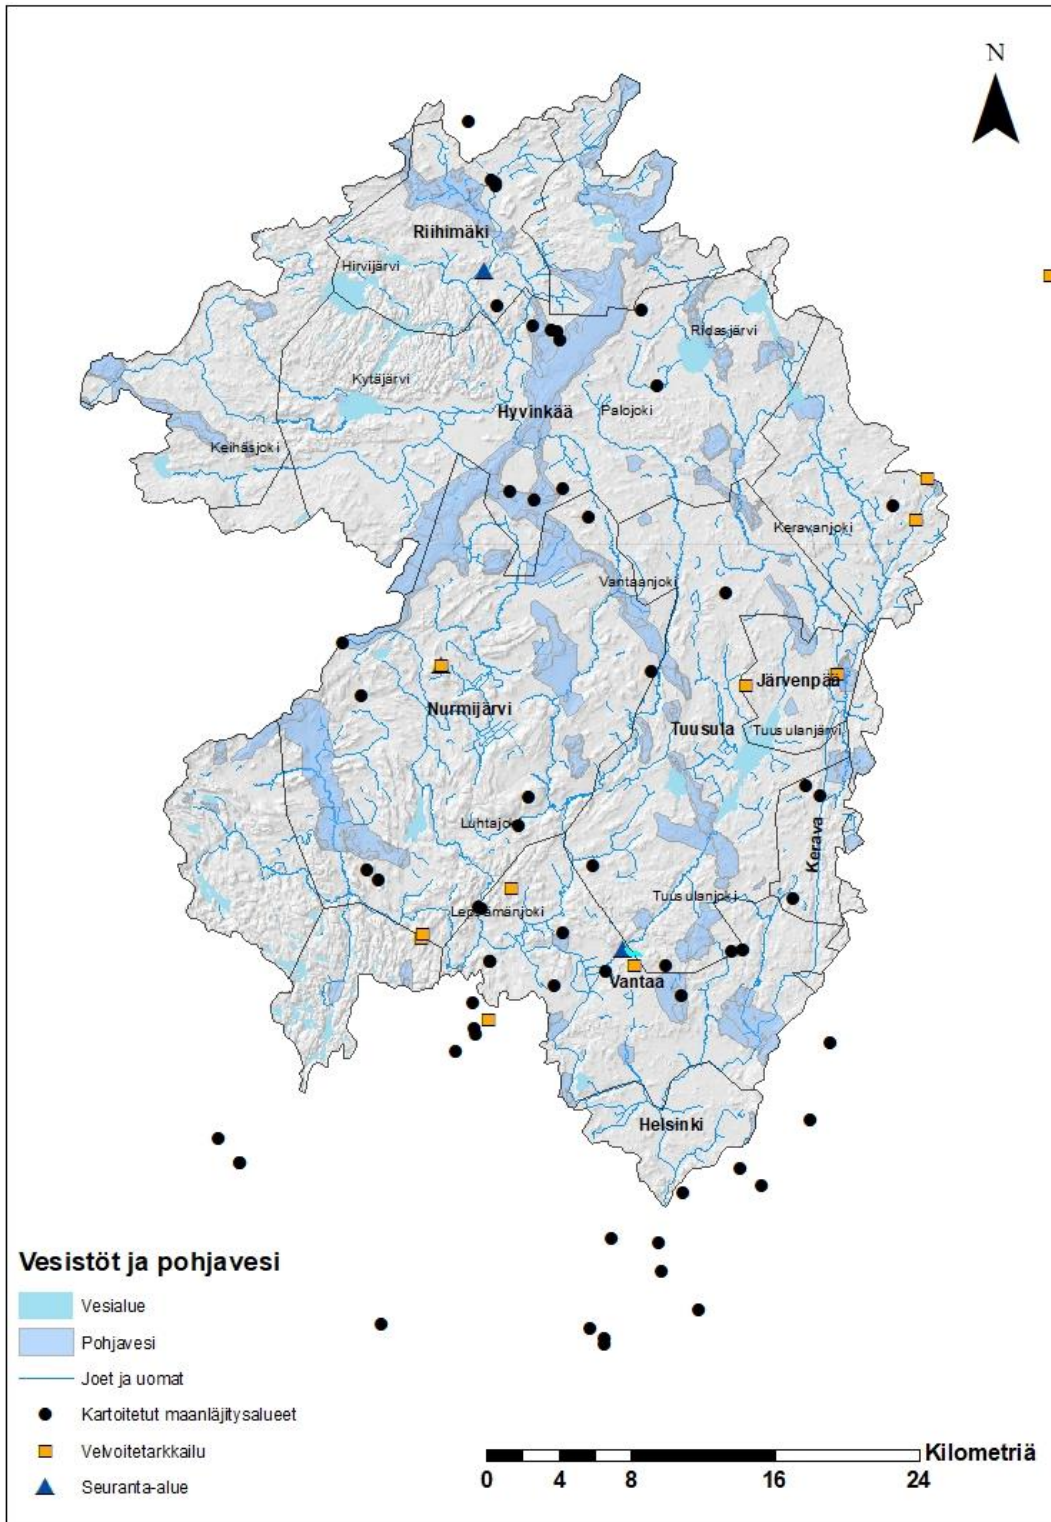 N
Riihimäki
Hirvijärvi
Ridasjärvi
Kytäjärvi
Hyvinkää
Palojoki
Keihäsjoki
Keravanjoki
Vantaanjoki
Järvenpää
Nurmijärvi
Tuusula
Tuusulanjärvi
Luhtajoki
Kerava
Tuusulanjoki
Lepsämänjoki
Vantaa
Helsinki
Vesistöt ja pohjavesi
Vesialue
Pohjavesi
Joet ja uomat
Kartoitetut maanläjitysalueet
Velvoitetarkkailu
Seuranta-alue
Kilometriä
0 4 8 16 24